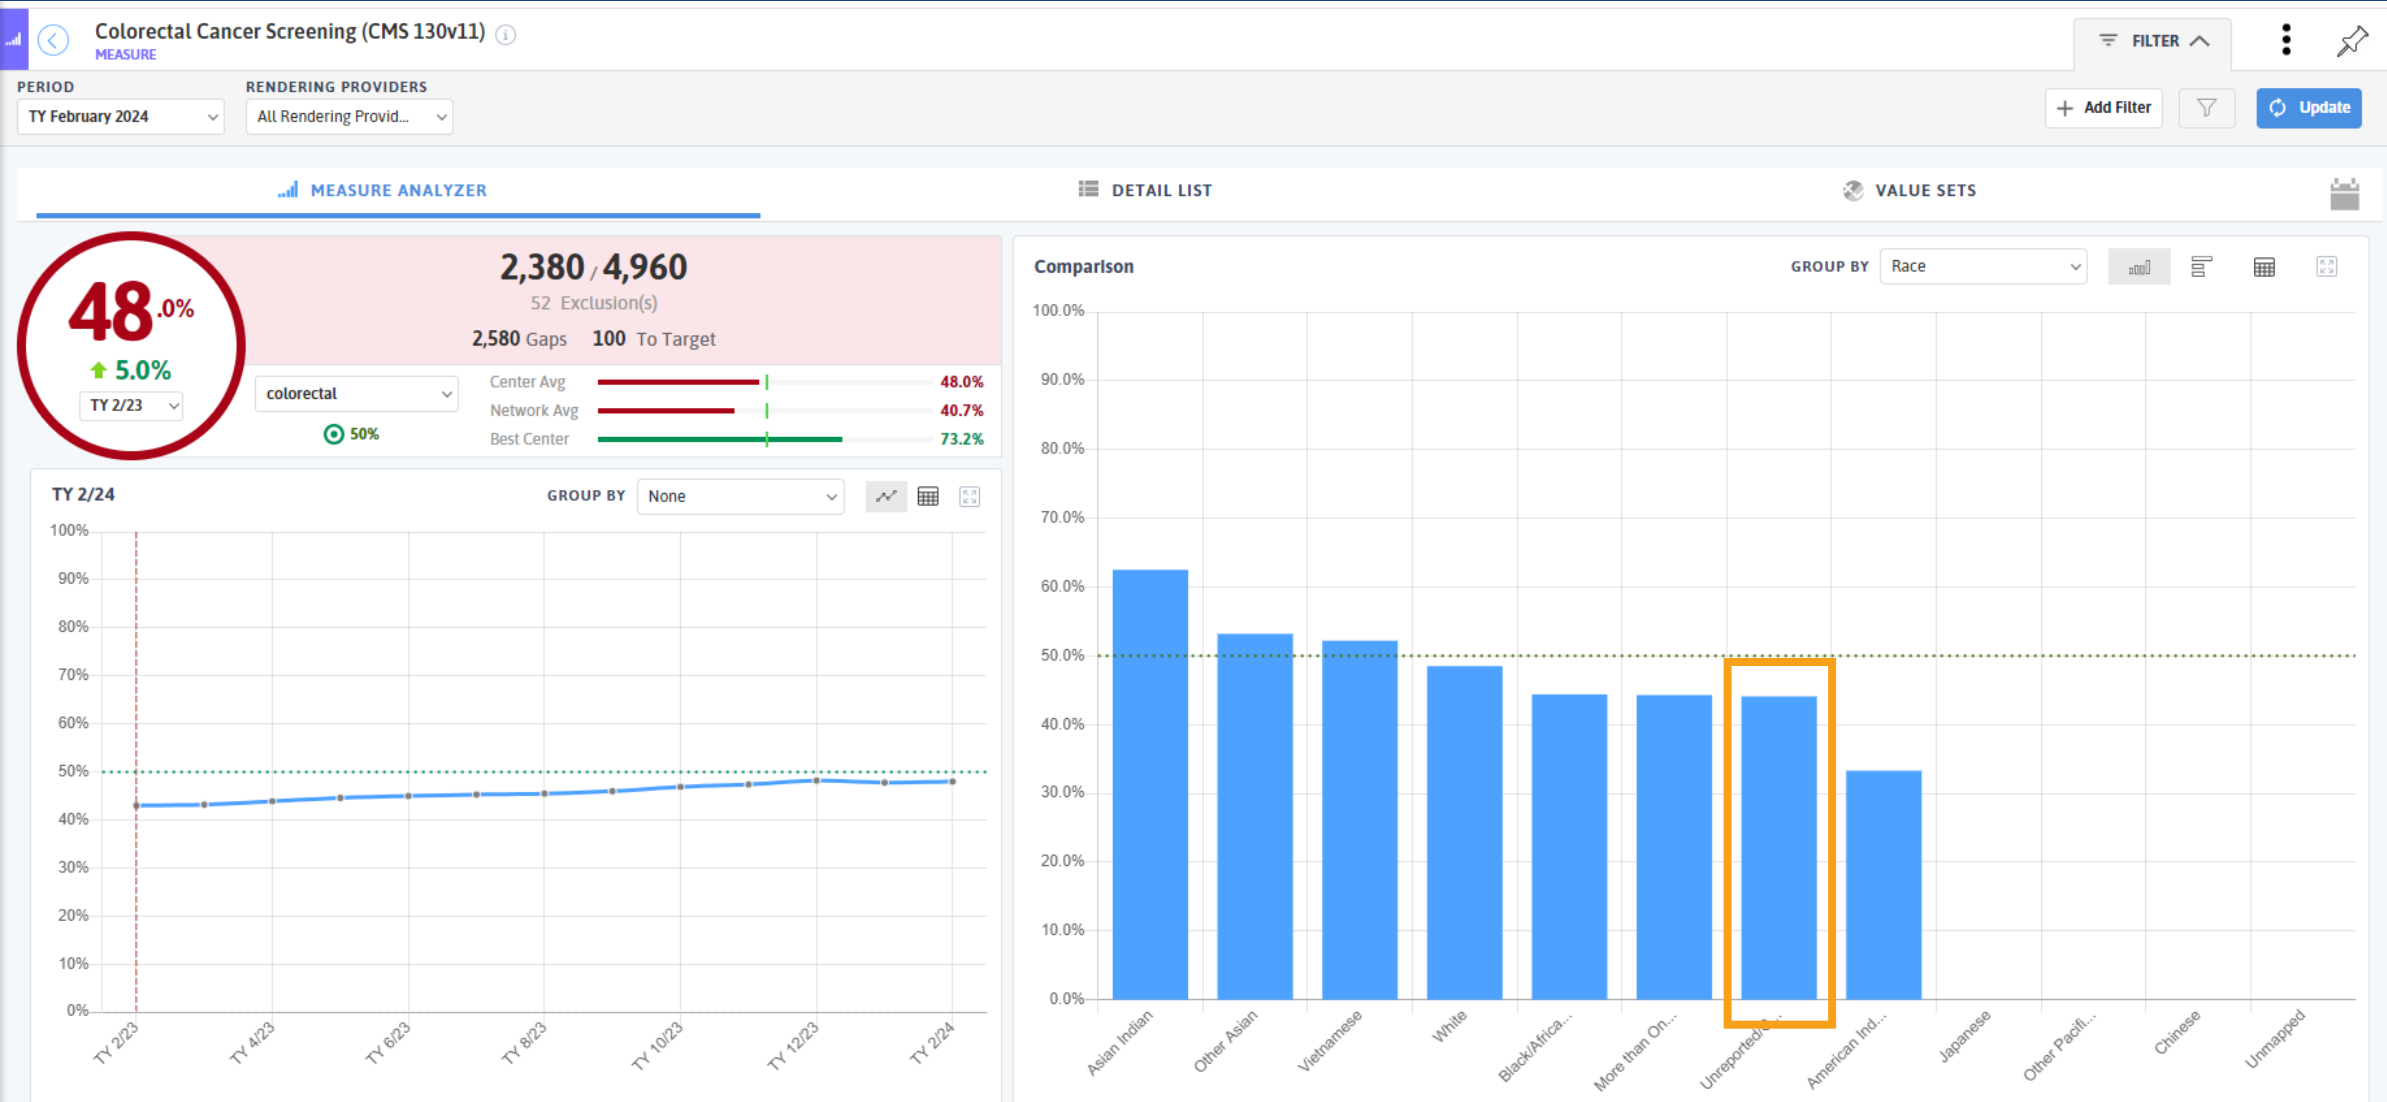 Colorectal Cancer Screening (CMS 130v11)
MEASURE
FILTER
PERIOD
RENDERING PROVIDERS
TY February 2024
All Rendering Provid...
Add Filter
Update
MEASURE ANALYZER
DETAIL LIST
VALUE SETS
48.0%
5.0%
TY 2/23
2,380 / 4,960
52 Exclusion(s)
2,580 Gaps 100 To Target
colorectal
50%
Center Avg 48.0%
Network Avg 40.7%
Best Center 73.2%
TY 2/24
GROUP BY None
100%
90%
80%
70%
60%
50%
40%
30%
20%
10%
0%
TY 2/23
TY 4/23
TY 6/23
TY 8/23
TY 10/23
TY 12/23
TY 2/24
Comparison
GROUP BY Race
100.0%
90.0%
80.0%
70.0%
60.0%
50.0%
40.0%
30.0%
20.0%
10.0%
0.0%
Asian Indian
Other Asian
Vietnamese
White
Black/Africa...
More than On...
Unreported/...
American Ind...
Japanese
Other Pacifi...
Chinese
Unmapped